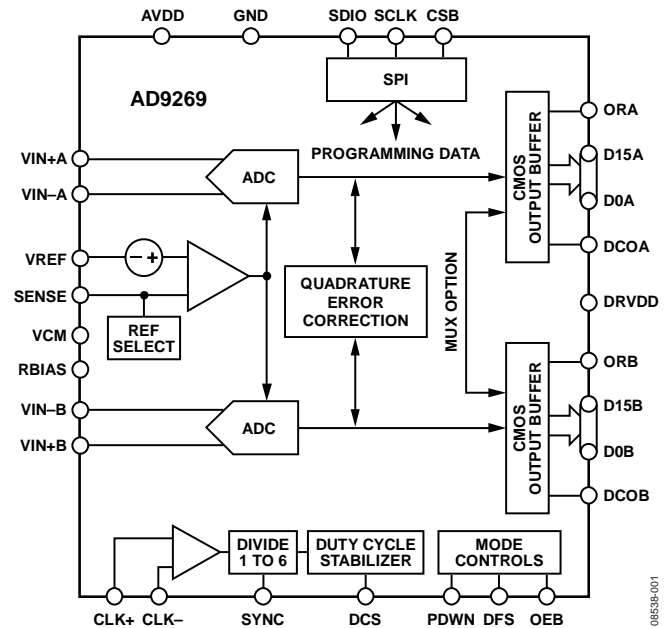 AVDD GND SDIO SCLK CSB
SPI
AD9269
PROGRAMMING DATA
VIN+A
VIN–A
ADC
VREF
– +
SENSE
REF
SELECT
VCM
RBIAS
VIN–B
VIN+B
ADC
QUADRATURE
ERROR
CORRECTION
MUX OPTION
CMOS
OUTPUT BUFFER
ORA
D15A
D0A
DCOA
DRVDD
CMOS
OUTPUT BUFFER
ORB
D15B
D0B
DCOB
DIVIDE
1 TO 6
DUTY CYCLE
STABILIZER
MODE
CONTROLS
CLK+ CLK– SYNC DCS PDWN DFS OEB
08538-001